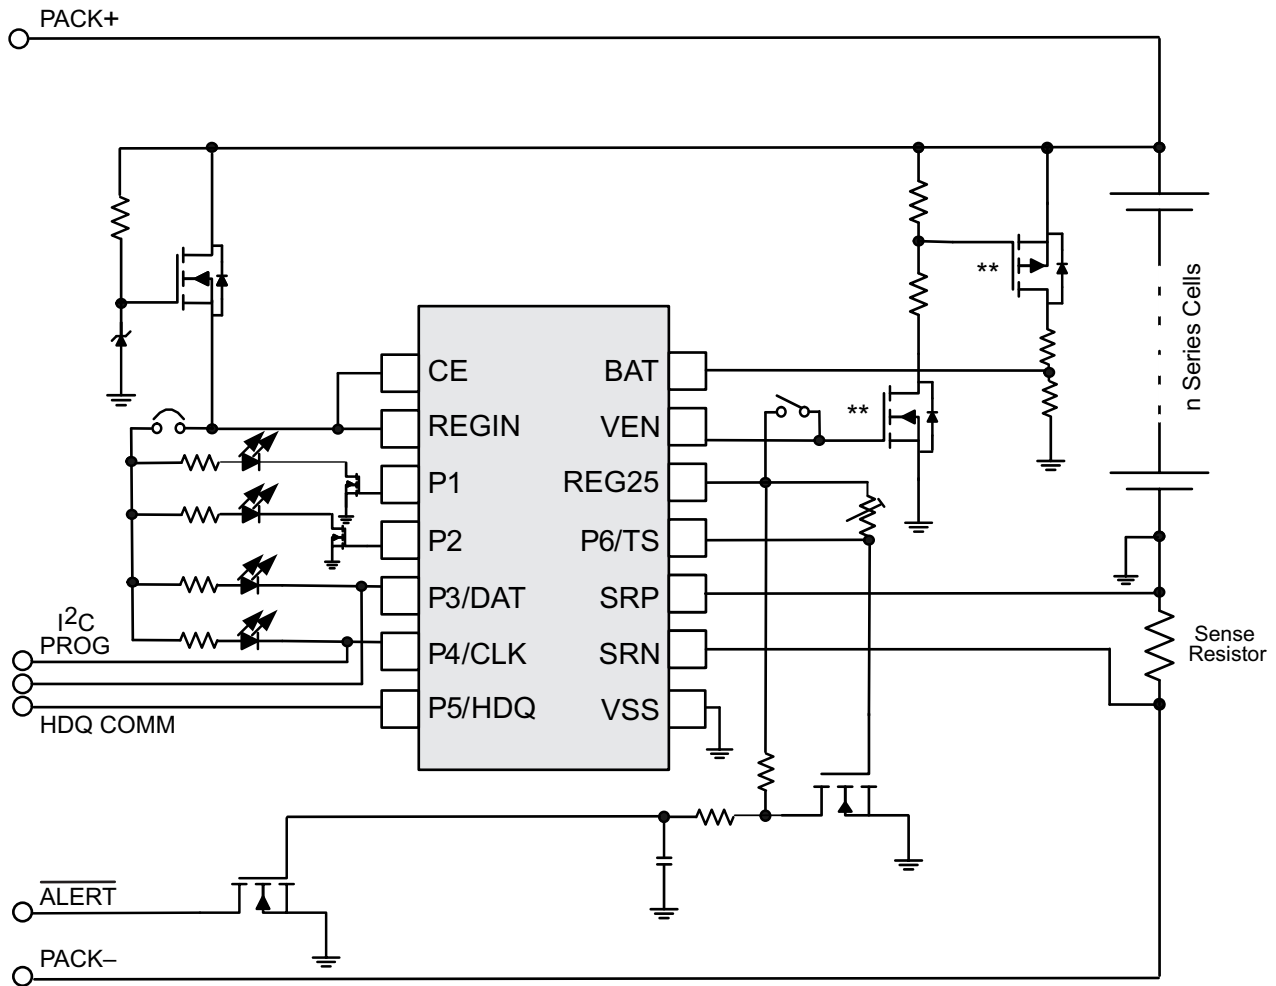 PACK+
**
n Series Cells
CE
BAT
REGIN
VEN
**
P1
REG25
P2
P6/TS
P3/DAT
SRP
I²C
PROG
P4/CLK
SRN
Sense
Resistor
P5/HDQ
VSS
HDQ COMM
ALERT
PACK–